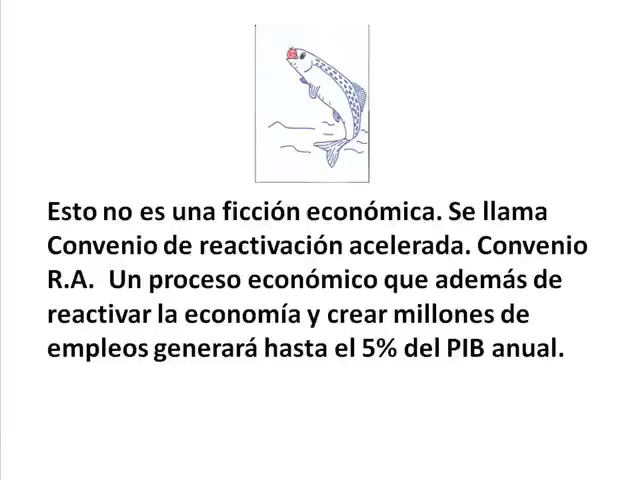 Esto no es una ficción económica. Se llama
Convenio de reactivación acelerada. Convenio
R.A.  Un proceso económico que además de
reactivar la economía y crear millones de
empleos generará hasta el 5% del PIB anual.